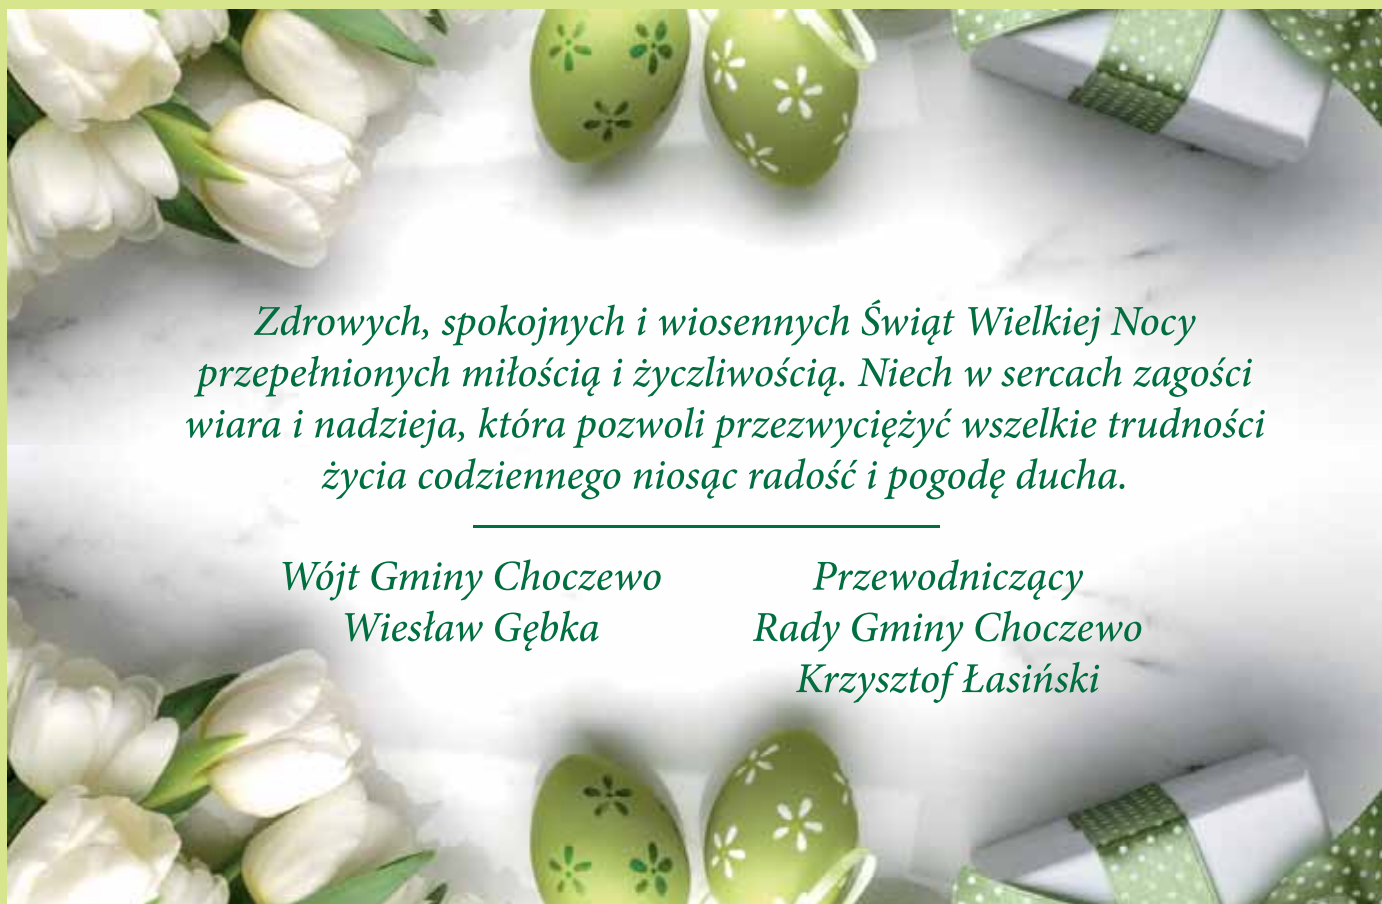 Zdrowych, spokojnych i wiosennych Świąt Wielkiej Nocy
przepełnionych miłością i życzliwością. Niech w sercach zagości
wiara i nadzieja, która pozwoli przezwyciężyć wszelkie trudności
życia codziennego niosąc radość i pogodę ducha.
Wójt Gminy Choczewo
Wiesław Gębka
Przewodniczący
Rady Gminy Choczewo
Krzysztof Łasiński